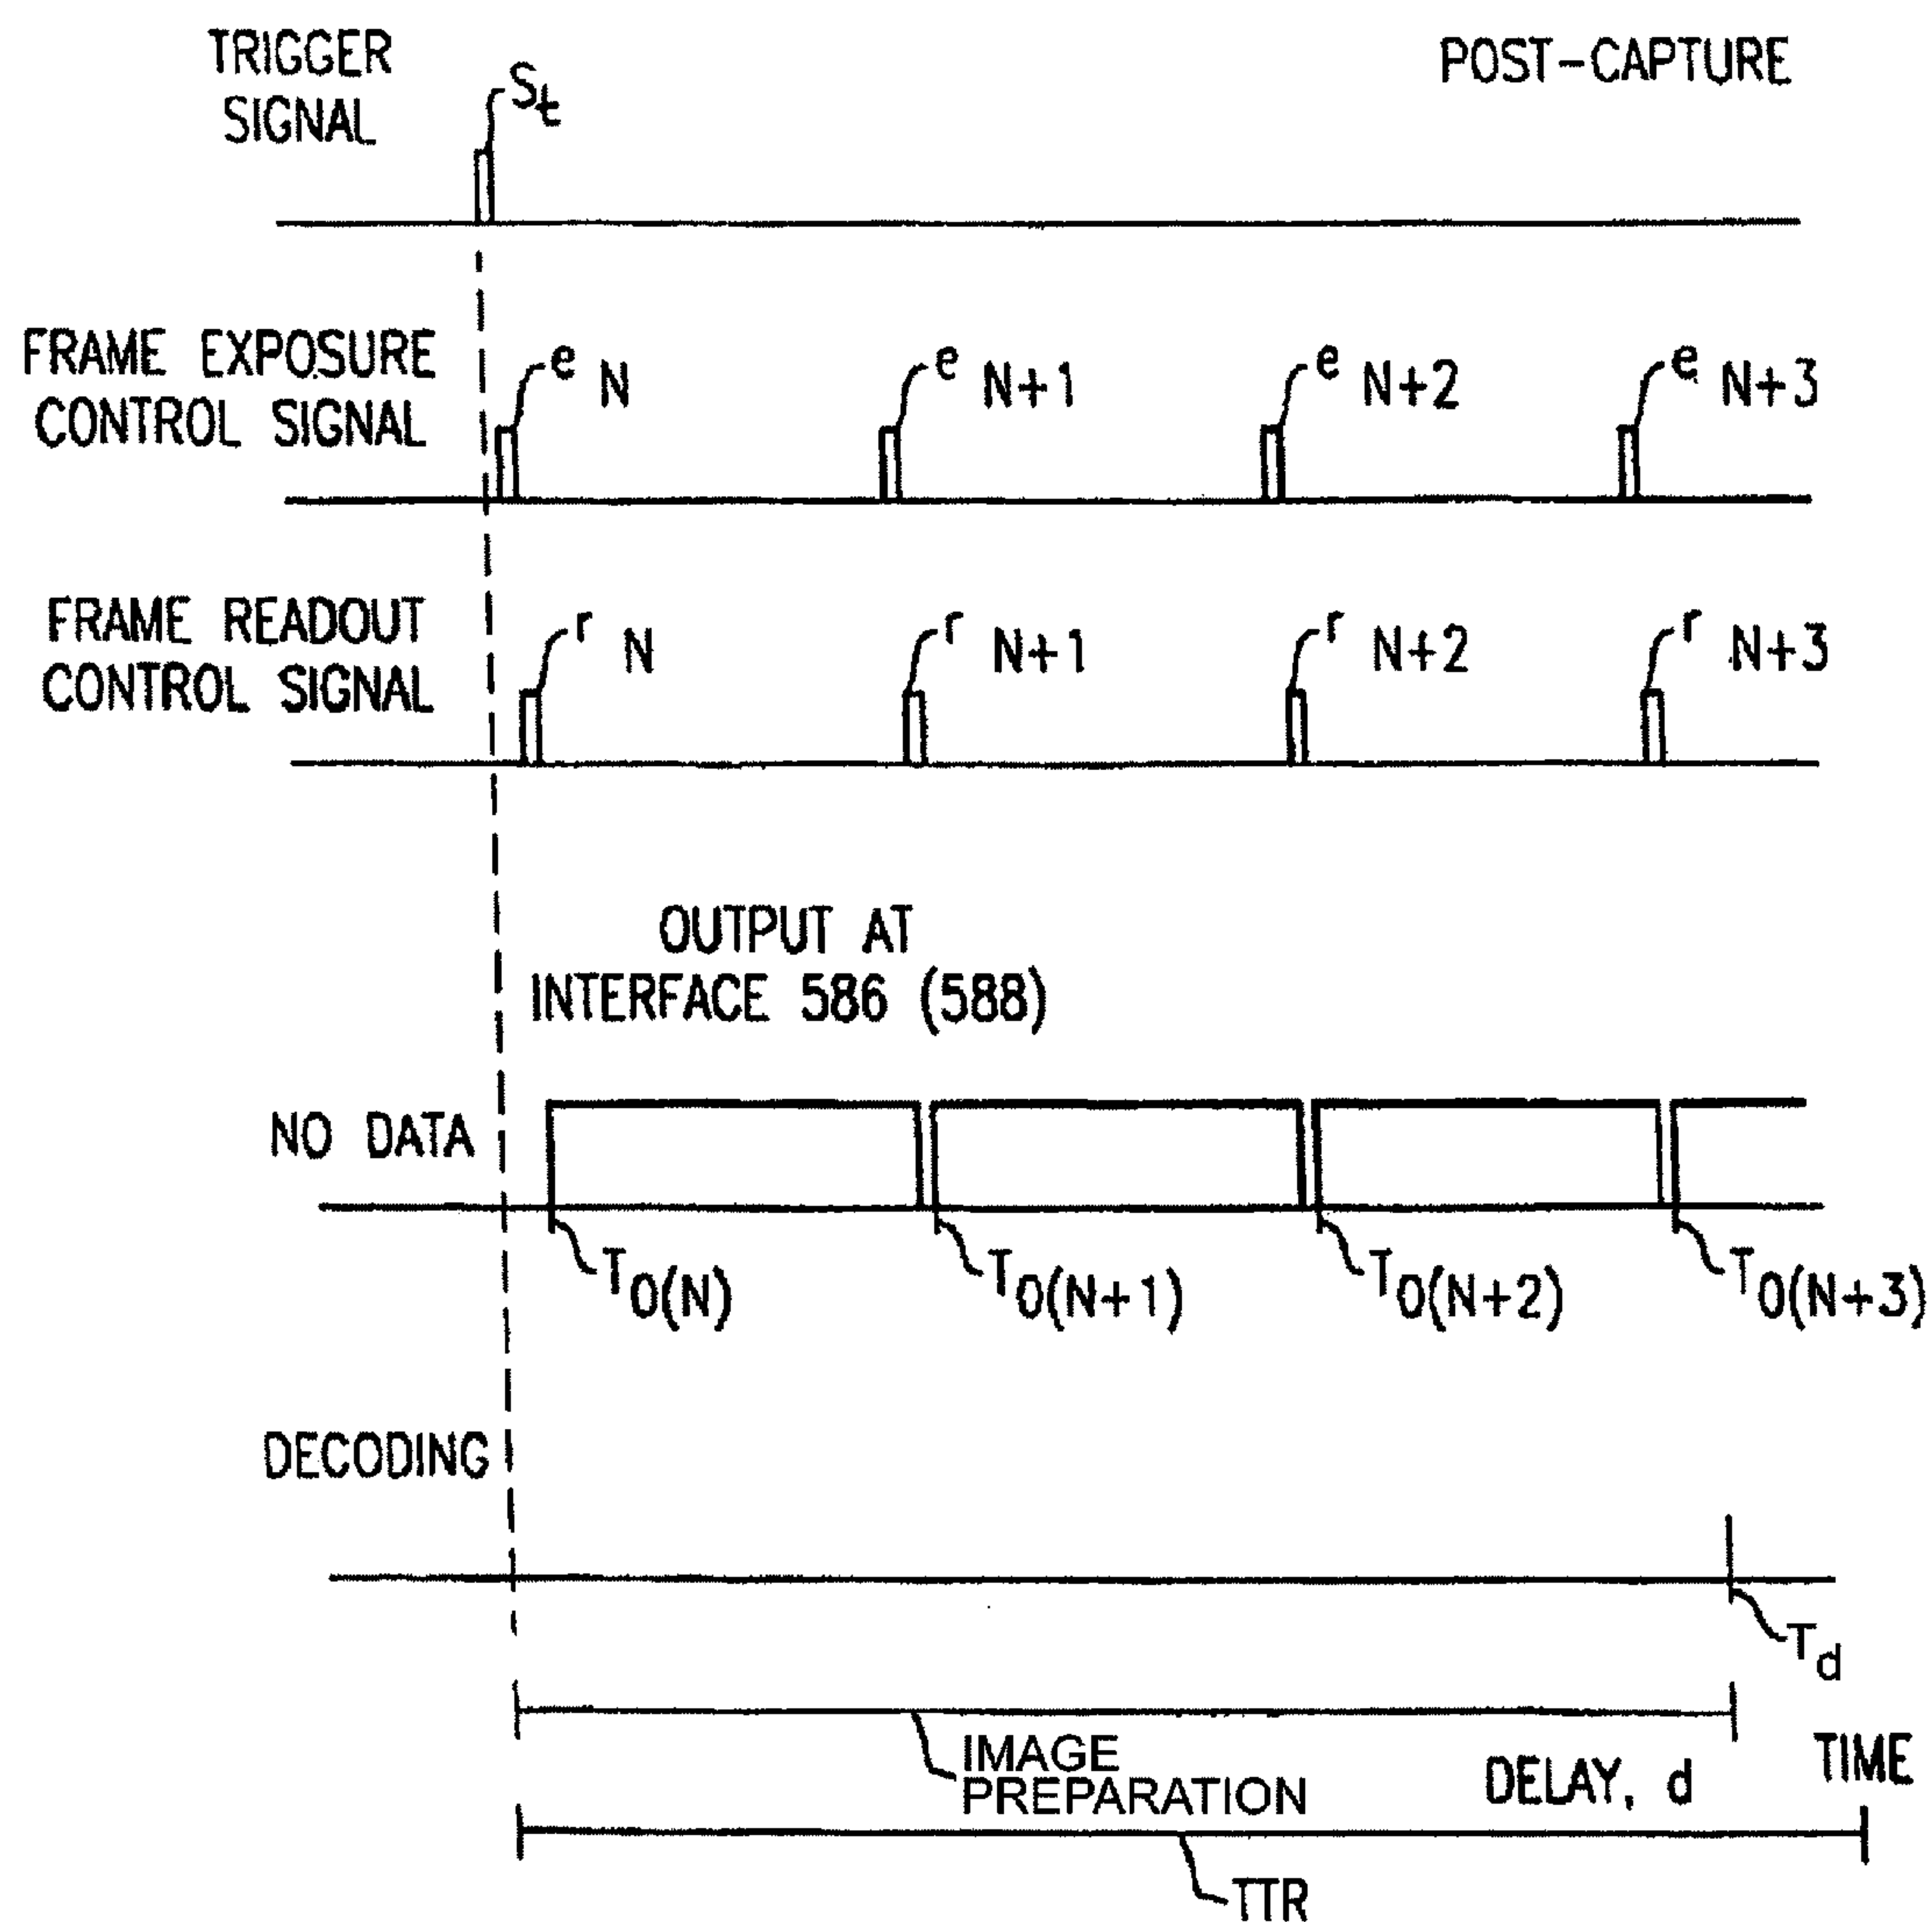 TRIGGER
SIGNAL
POST-CAPTURE
St
FRAME EXPOSURE
CONTROL SIGNAL
e N
e N+1
e N+2
e N+3
FRAME READOUT
CONTROL SIGNAL
r N
r N+1
r N+2
r N+3
OUTPUT AT
INTERFACE 586 (588)
NO DATA
TO(N)
TO(N+1)
TO(N+2)
TO(N+3)
DECODING
Td
IMAGE
PREPARATION
DELAY, d
TIME
TTR